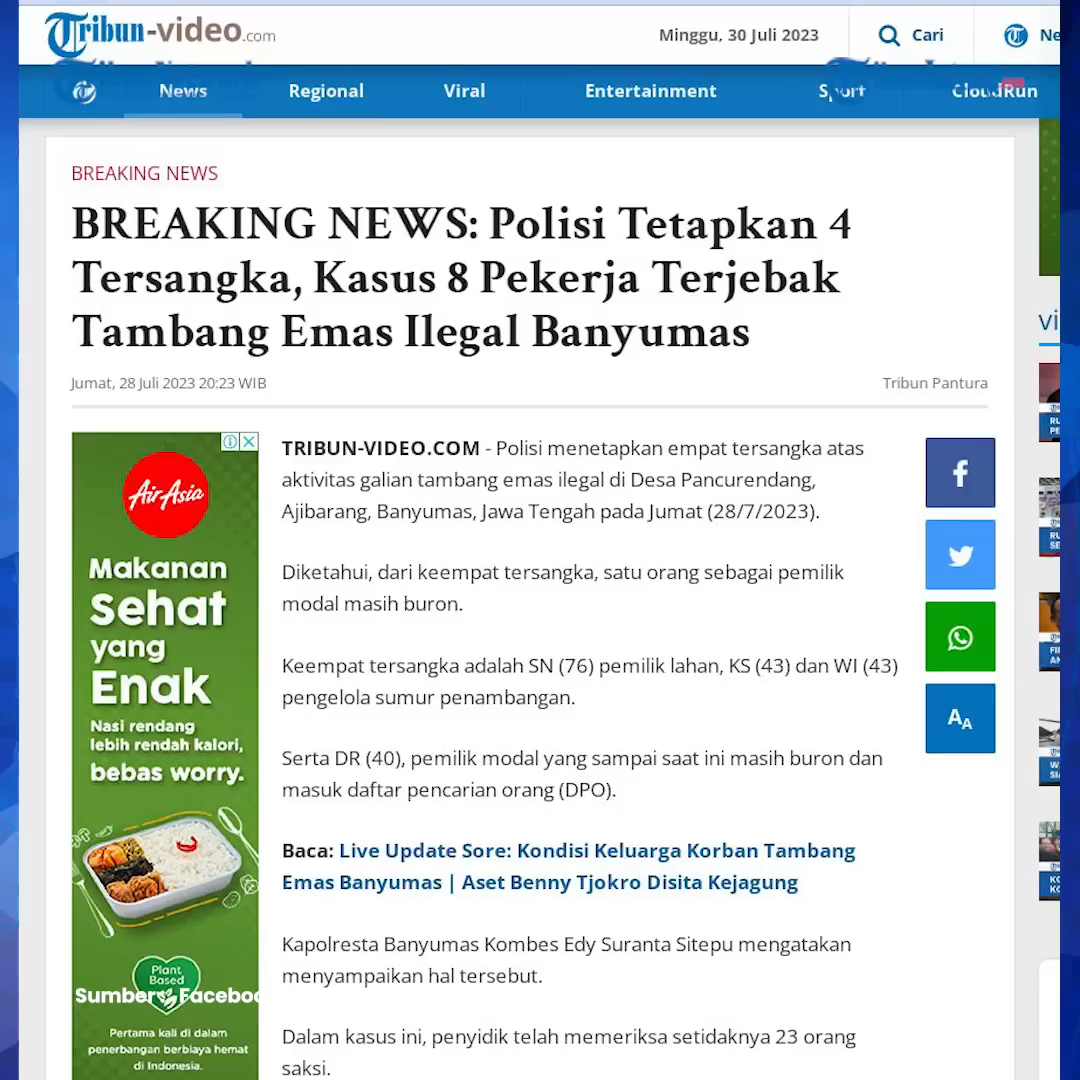 Tribun-video.com
Minggu, 30 Juli 2023
Cari
Ne
News
Regional
Viral
Entertainment
Sport
CloudRun
BREAKING NEWS
BREAKING NEWS: Polisi Tetapkan 4
Tersangka, Kasus 8 Pekerja Terjebak
Tambang Emas Ilegal Banyumas
Jumat, 28 Juli 2023 20:23 WIB
Tribun Pantura
AirAsia
Makanan
Sehat
yang
Enak
Nasi rendang
lebih rendah kalori,
bebas worry.
Plant
Based
Sumber Facebo
Pertama kali di dalam
penerbangan berbiaya hemat
di Indonesia.
TRIBUN-VIDEO.COM - Polisi menetapkan empat tersangka atas
aktivitas galian tambang emas ilegal di Desa Pancurendang,
Ajibarang, Banyumas, Jawa Tengah pada Jumat (28/7/2023).
Diketahui, dari keempat tersangka, satu orang sebagai pemilik
modal masih buron.
Keempat tersangka adalah SN (76) pemilik lahan, KS (43) dan WI (43)
pengelola sumur penambangan.
Serta DR (40), pemilik modal yang sampai saat ini masih buron dan
masuk daftar pencarian orang (DPO).
Baca: Live Update Sore: Kondisi Keluarga Korban Tambang
Emas Banyumas | Aset Benny Tjokro Disita Kejagung
Kapolresta Banyumas Kombes Edy Suranta Sitepu mengatakan
menyampaikan hal tersebut.
Dalam kasus ini, penyidik telah memeriksa setidaknya 23 orang
saksi.
AA